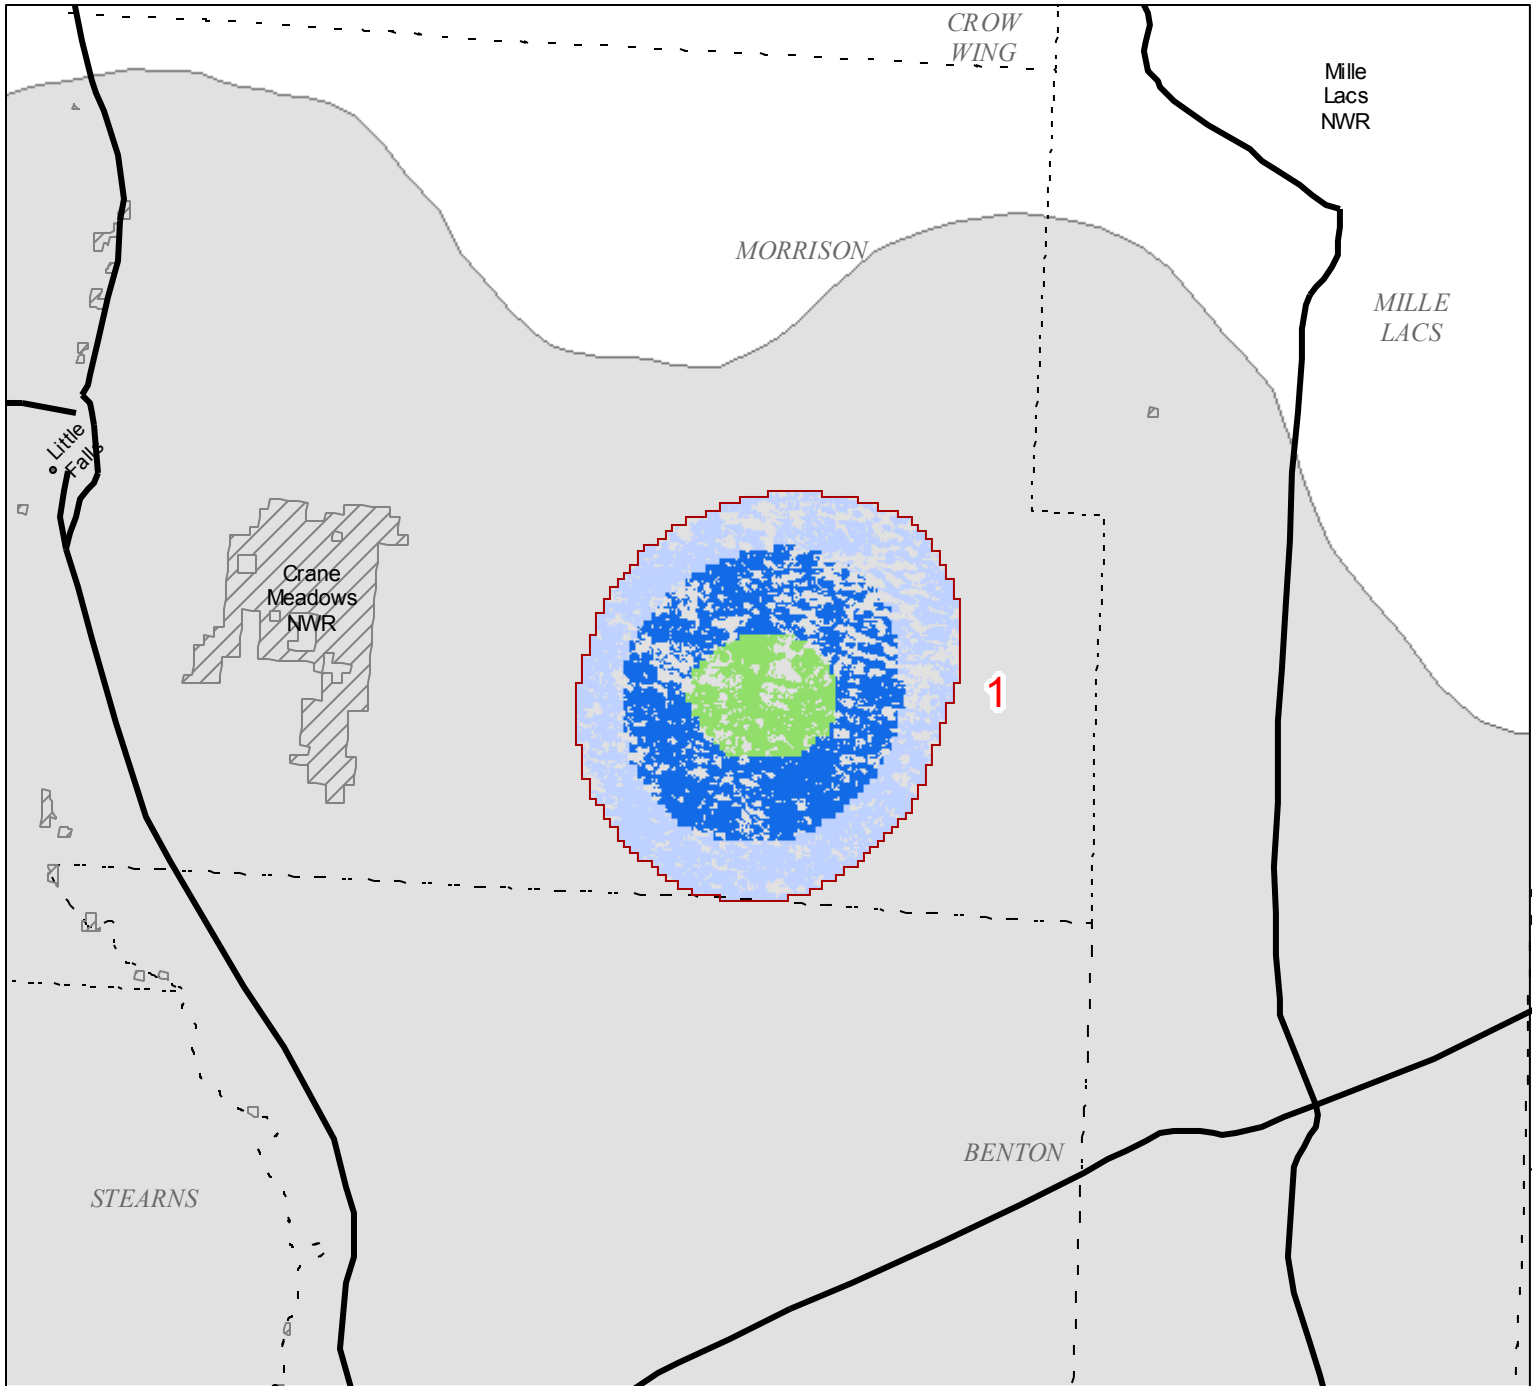 CROW
WING
Mille
Lacs
NWR
MORRISON
MILLE
LACS
Little
Falls
Crane
Meadows
NWR
1
BENTON
STEARNS